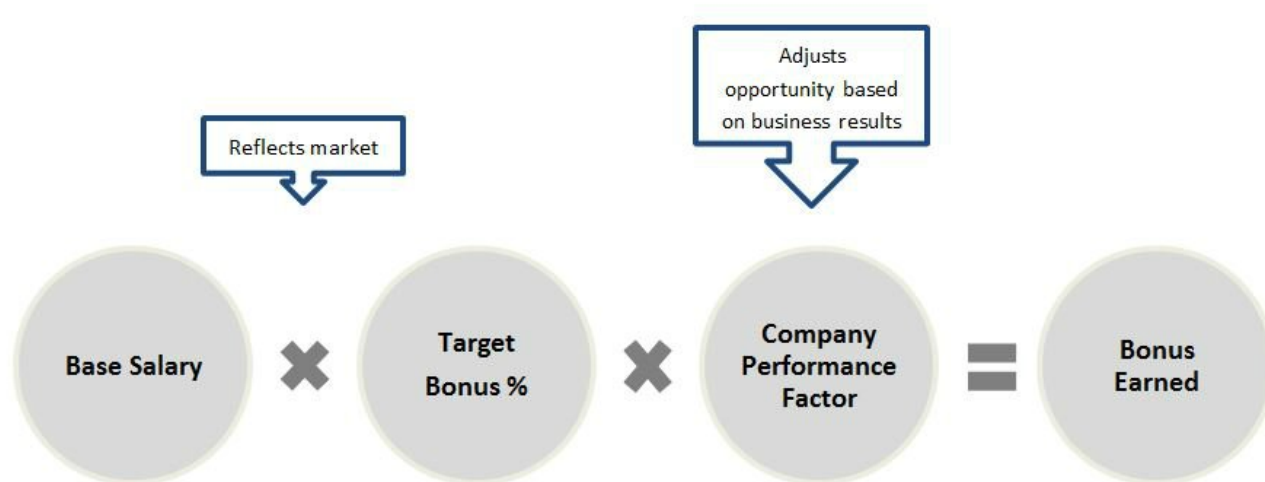 Adjusts
opportunity based
on business results
Reflects market
Base Salary
Target
Bonus %
Company
Performance
Factor
Bonus
Earned